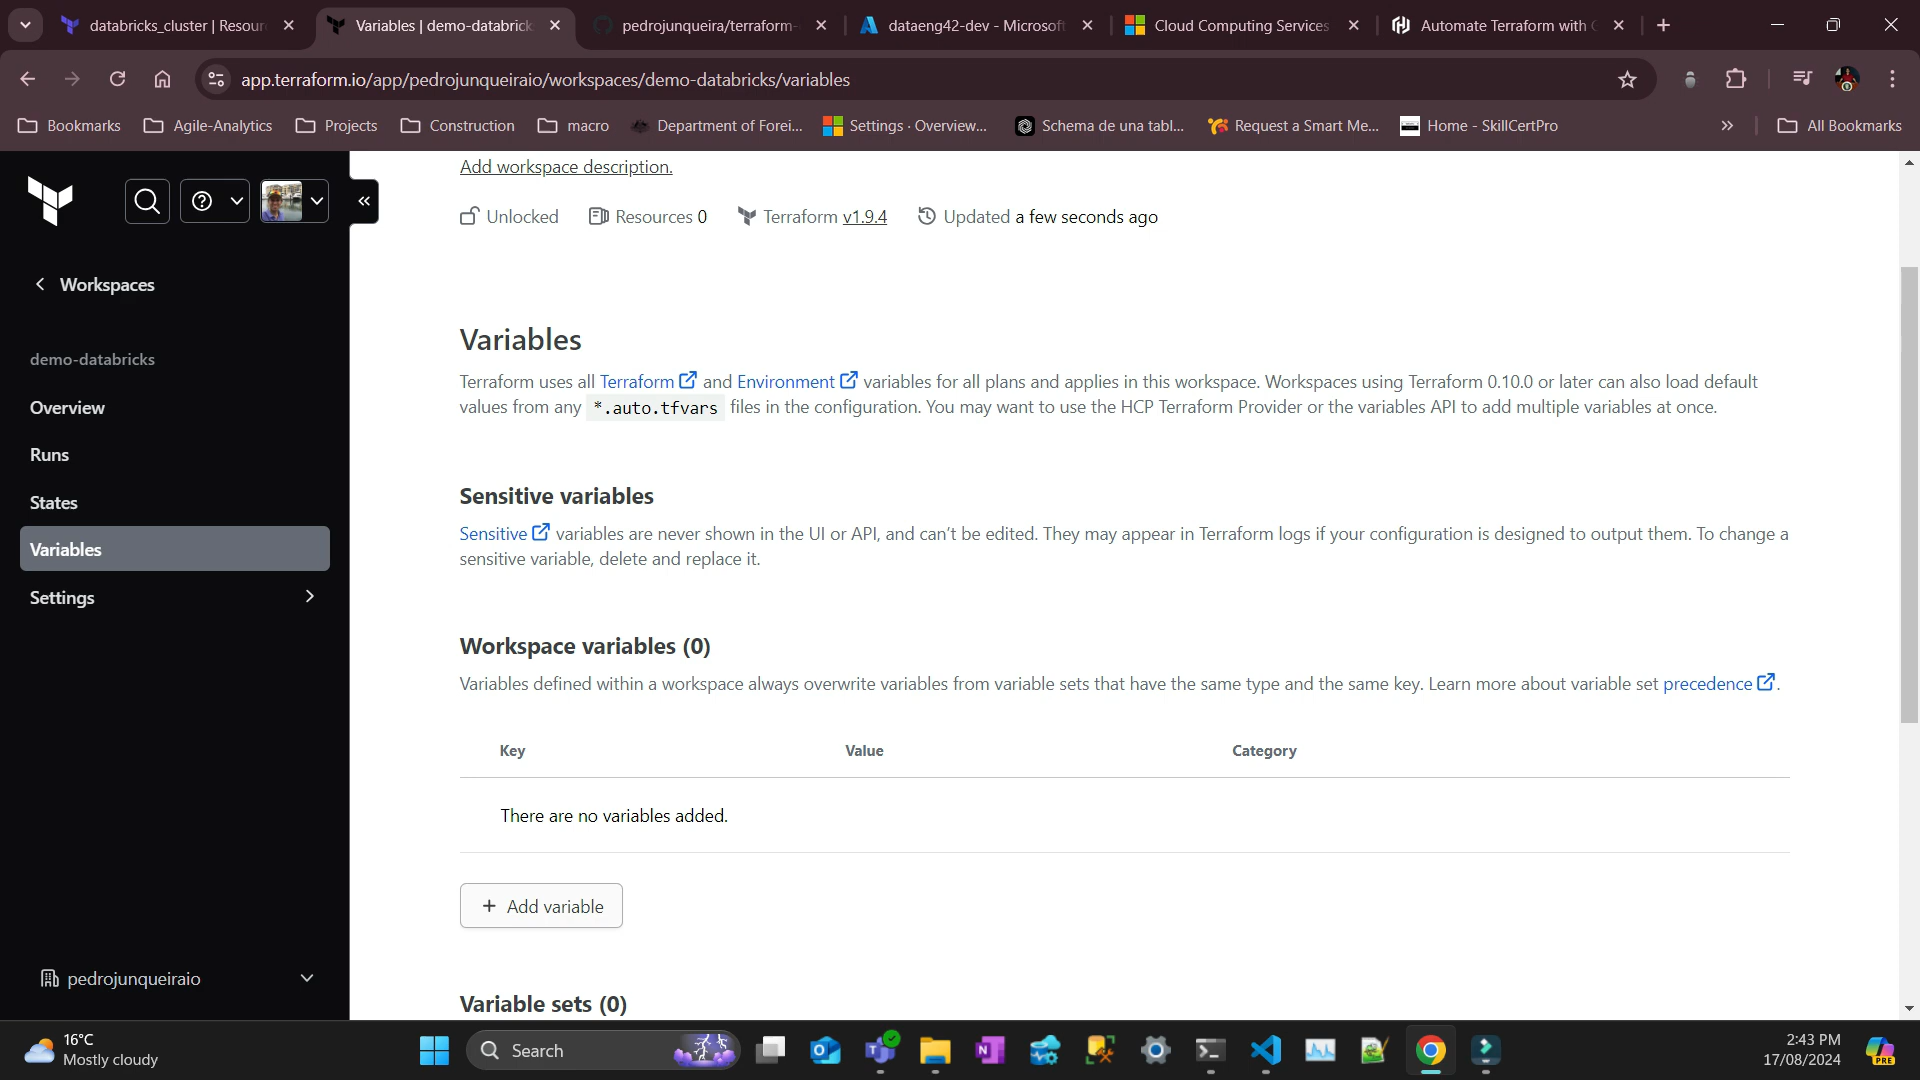 databricks_cluster | Resour
Variables | demo-databrick
pedrojunqueira/terraform-
dataeng42-dev - Microsoft
Cloud Computing Services
Automate Terraform with
app.terraform.io/app/pedrojunqueiraio/workspaces/demo-databricks/variables
Bookmarks
Agile-Analytics
Projects
Construction
macro
Department of Forei...
Settings · Overview...
Schema de una tabl...
Request a Smart Me...
Home - SkillCertPro
»
All Bookmarks
Add workspace description.
Unlocked
Resources 0
Terraform v1.9.4
Updated a few seconds ago
Workspaces
demo-databricks
Overview
Runs
States
Variables
Settings
pedrojunqueiraio
Variables
Terraform uses all Terraform and Environment variables for all plans and applies in this workspace. Workspaces using Terraform 0.10.0 or later can also load default
values from any *.auto.tfvars files in the configuration. You may want to use the HCP Terraform Provider or the variables API to add multiple variables at once.
Sensitive variables
Sensitive variables are never shown in the UI or API, and can't be edited. They may appear in Terraform logs if your configuration is designed to output them. To change a
sensitive variable, delete and replace it.
Workspace variables (0)
Variables defined within a workspace always overwrite variables from variable sets that have the same type and the same key. Learn more about variable set precedence.
Key
Value
Category
There are no variables added.
+ Add variable
Variable sets (0)
16°C
Mostly cloudy
Search
2:43 PM
17/08/2024
PRE